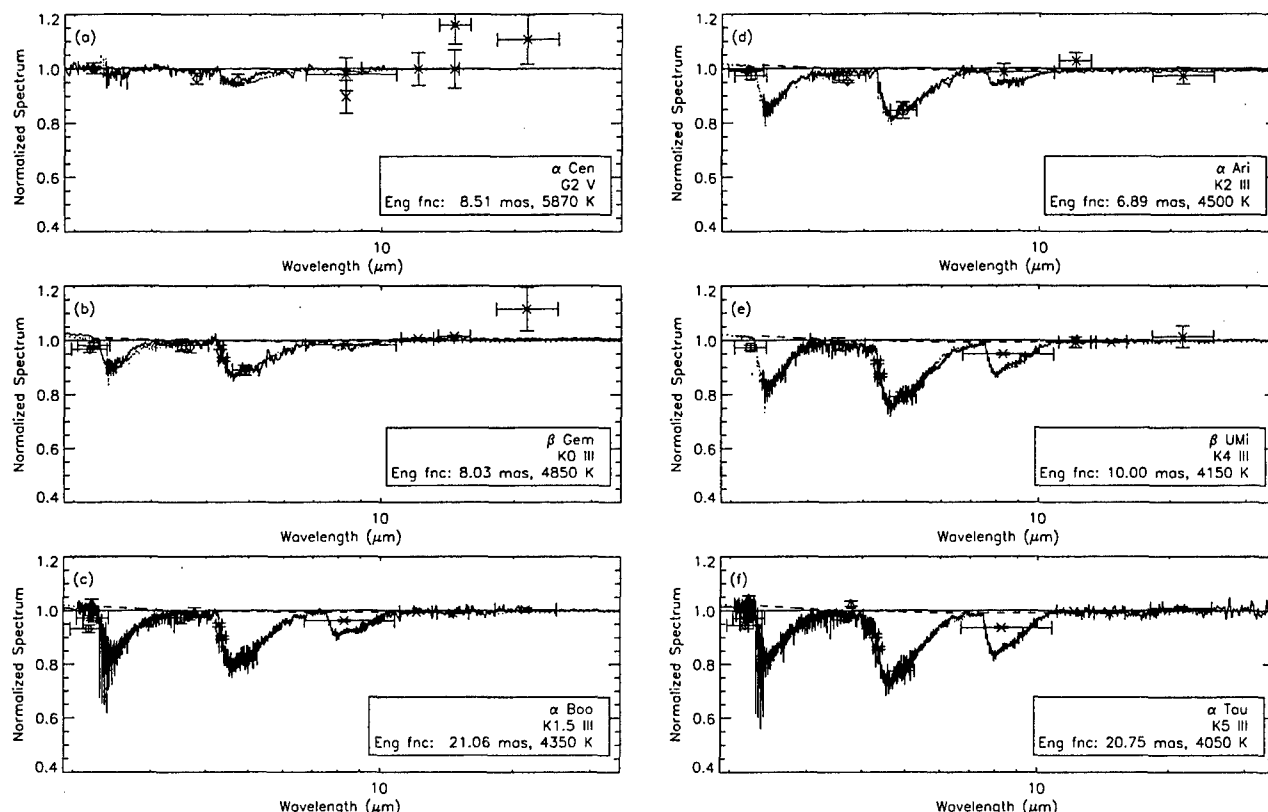 Normalized Spectrum
1.2
1.0
0.8
0.6
0.4
(a)
α Cen
G2 V
Eng fnc: 8.51 mas, 5870 K
10
Wavelength (μm)
Normalized Spectrum
1.2
1.0
0.8
0.6
0.4
(b)
β Gem
K0 III
Eng fnc: 8.03 mas, 4850 K
10
Wavelength (μm)
Normalized Spectrum
1.2
1.0
0.8
0.6
0.4
(c)
α Boo
K1.5 III
Eng fnc: 21.06 mas, 4350 K
10
Wavelength (μm)
Normalized Spectrum
1.2
1.0
0.8
0.6
0.4
(d)
α Ari
K2 III
Eng fnc: 6.89 mas, 4500 K
10
Wavelength (μm)
Normalized Spectrum
1.2
1.0
0.8
0.6
0.4
(e)
β UMi
K4 III
Eng fnc: 10.00 mas, 4150 K
10
Wavelength (μm)
Normalized Spectrum
1.2
1.0
0.8
0.6
0.4
(f)
α Tau
K5 III
Eng fnc: 20.75 mas, 4050 K
10
Wavelength (μm)